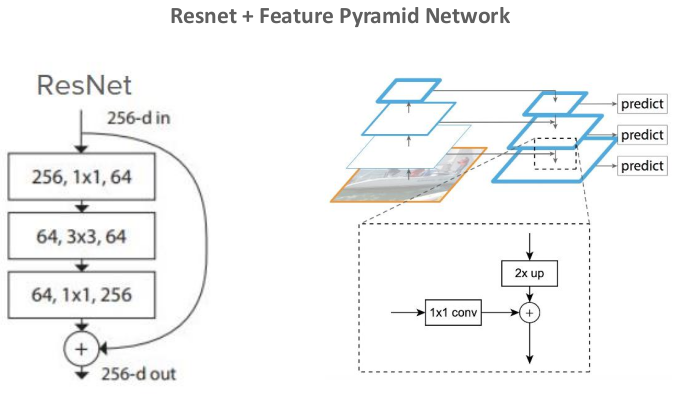 Resnet + Feature Pyramid Network
ResNet
256-d in
256, 1x1, 64
64, 3x3, 64
64, 1x1, 256
+
256-d out
predict
predict
predict
2x up
1x1 conv
+